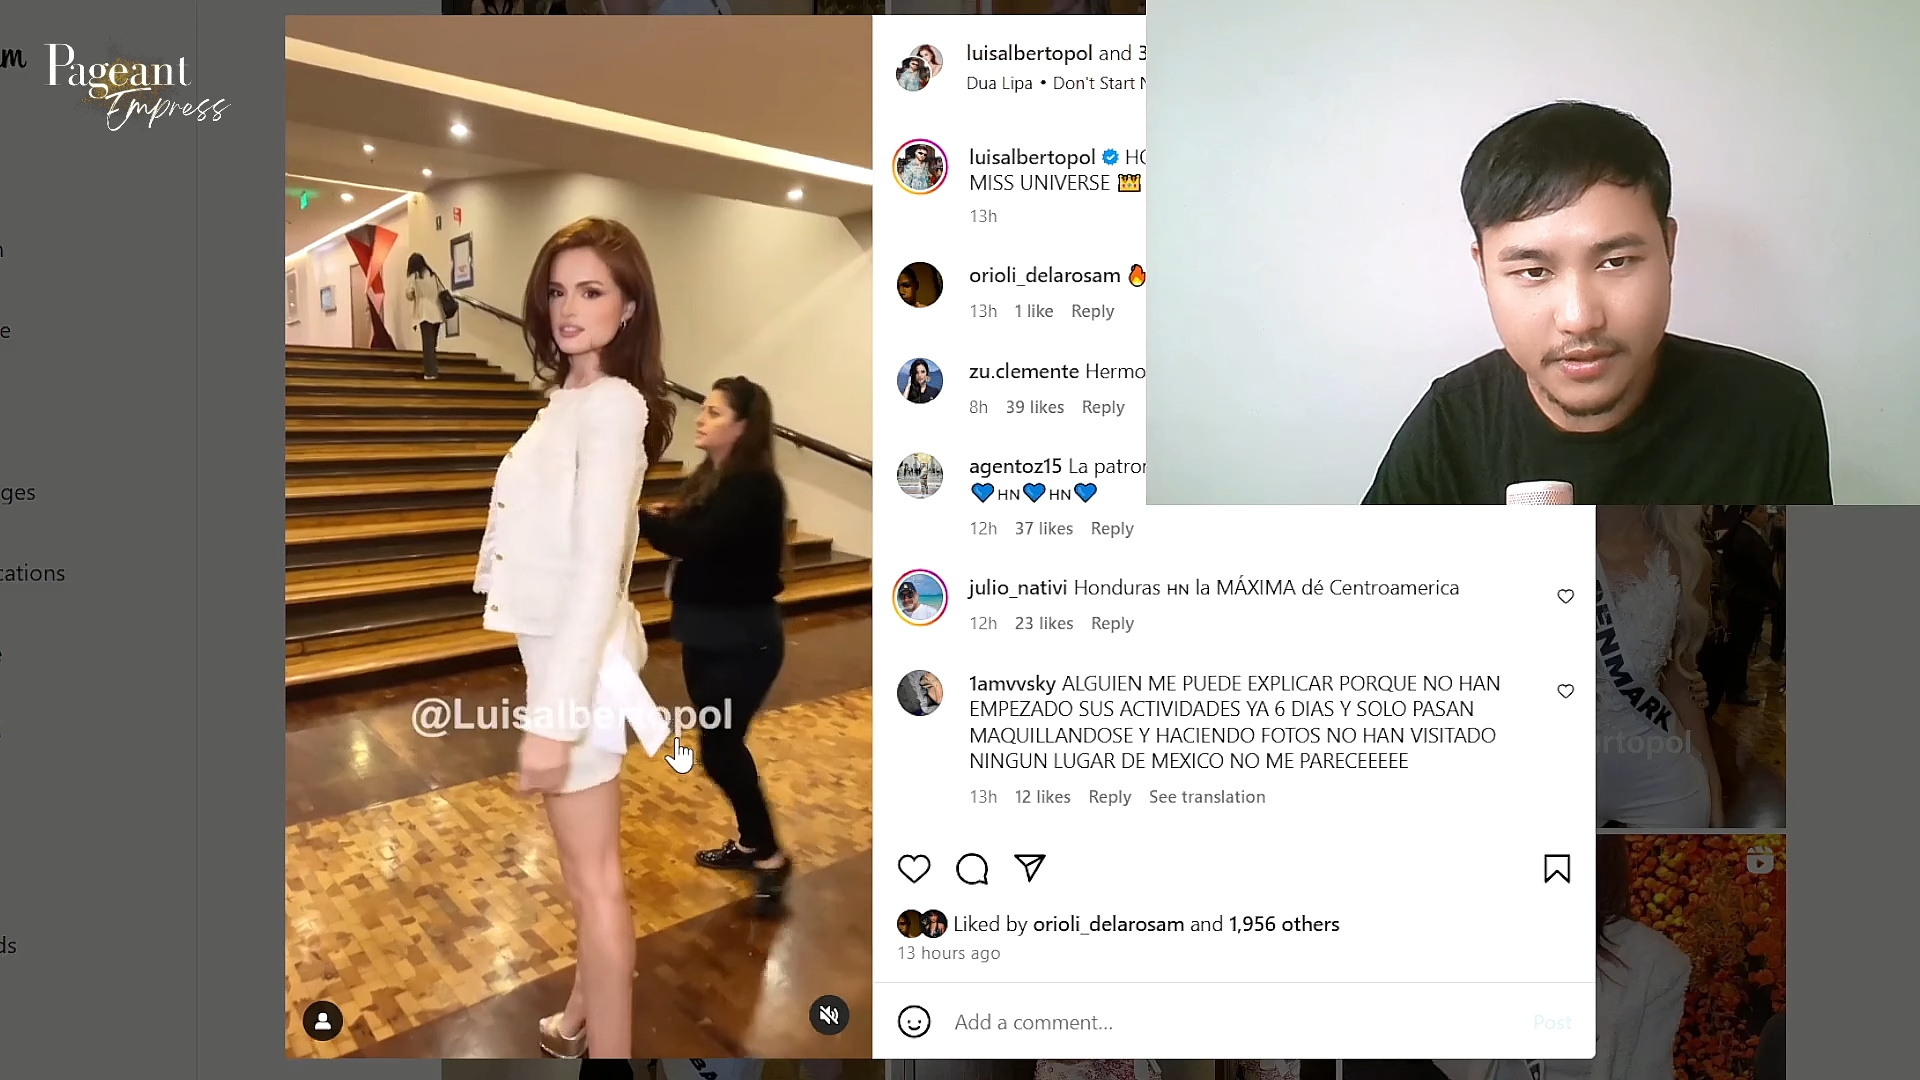 m
Pageant
Empress
ges
cations
e
ds
luisalbertopol and 3
Dua Lipa • Don't Start N
luisalbertopol HO
MISS UNIVERSE 👑
13h
orioli_delarosam 🔥
13h 1 like Reply
zu.clemente Hermo
8h 39 likes Reply
agentoz15 La patron
💙HN💙HN💙
12h 37 likes Reply
julio_nativi Honduras HN la MÁXIMA dé Centroamerica
12h 23 likes Reply
1amvvsky ALGUIEN ME PUEDE EXPLICAR PORQUE NO HAN
EMPEZADO SUS ACTIVIDADES YA 6 DIAS Y SOLO PASAN
MAQUILLANDOSE Y HACIENDO FOTOS NO HAN VISITADO
NINGUN LUGAR DE MEXICO NO ME PARECEEEEE
13h 12 likes Reply See translation
@Luisalbertopol
Liked by orioli_delarosam and 1,956 others
13 hours ago
Add a comment...
Post
ENMARK
rtopol